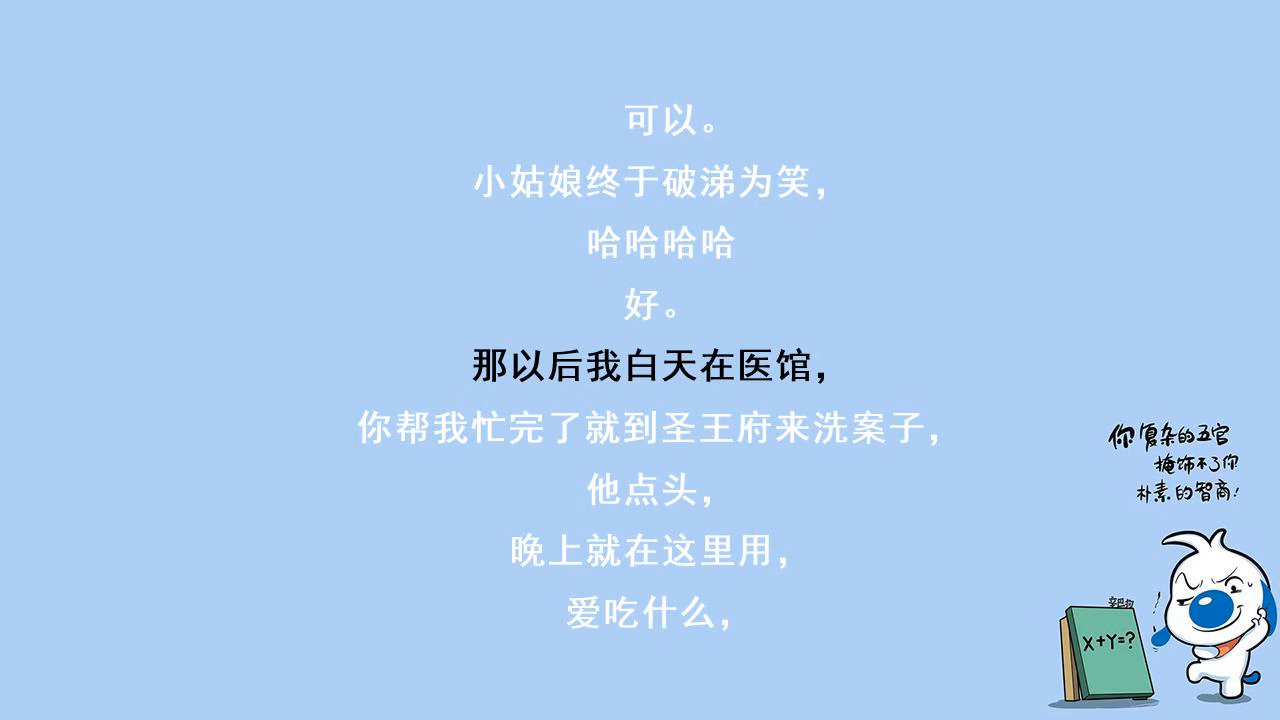 可以。
小姑娘终于破涕为笑，
哈哈哈哈
好。
那以后我白天在医馆，
你帮我忙完了就到圣王府来洗案子，
他点头，
晚上就在这里用，
爱吃什么，
你复杂的五官
掩饰不了你
朴素的智商！
X+Y=?